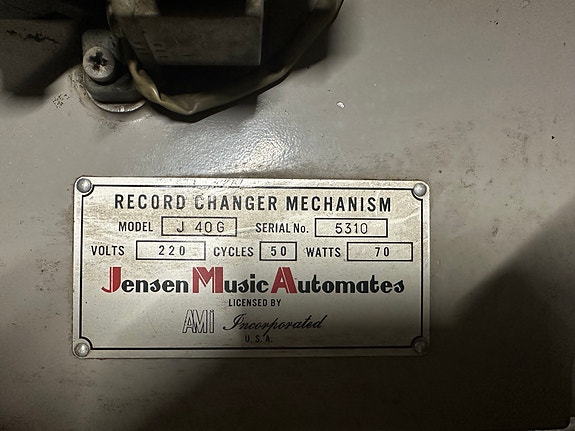 RECORD CHANGER MECHANISM
MODEL J 40G SERIAL No. 5310
VOLTS 220 CYCLES 50 WATTS 70
Jensen Music Automates
LICENSED BY
AMI Incorporated
U.S.A.